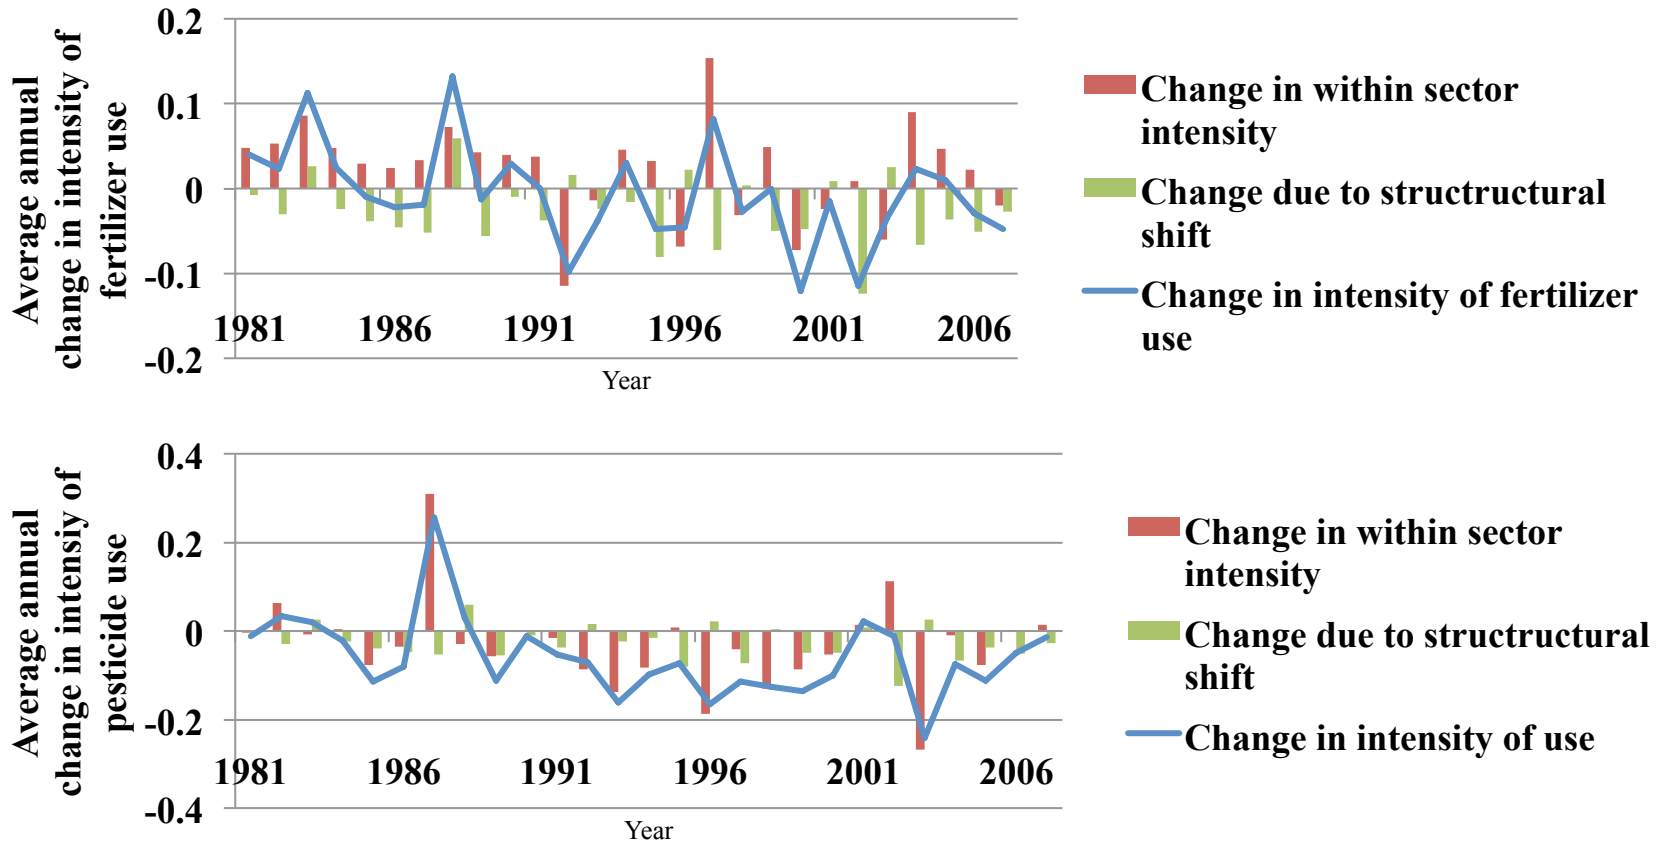 Average annual
change in intensity of
fertilizer use
0.2
0.1
0
-0.1
-0.2
1981 1986 1991 1996 2001 2006
Year
Change in within sector
intensity
Change due to structructural
shift
Change in intensity of fertilizer
use
Average annual
change in intensiy of
pesticide use
0.4
0.2
0
-0.2
-0.4
1981 1986 1991 1996 2001 2006
Year
Change in within sector
intensity
Change due to structructural
shift
Change in intensity of use